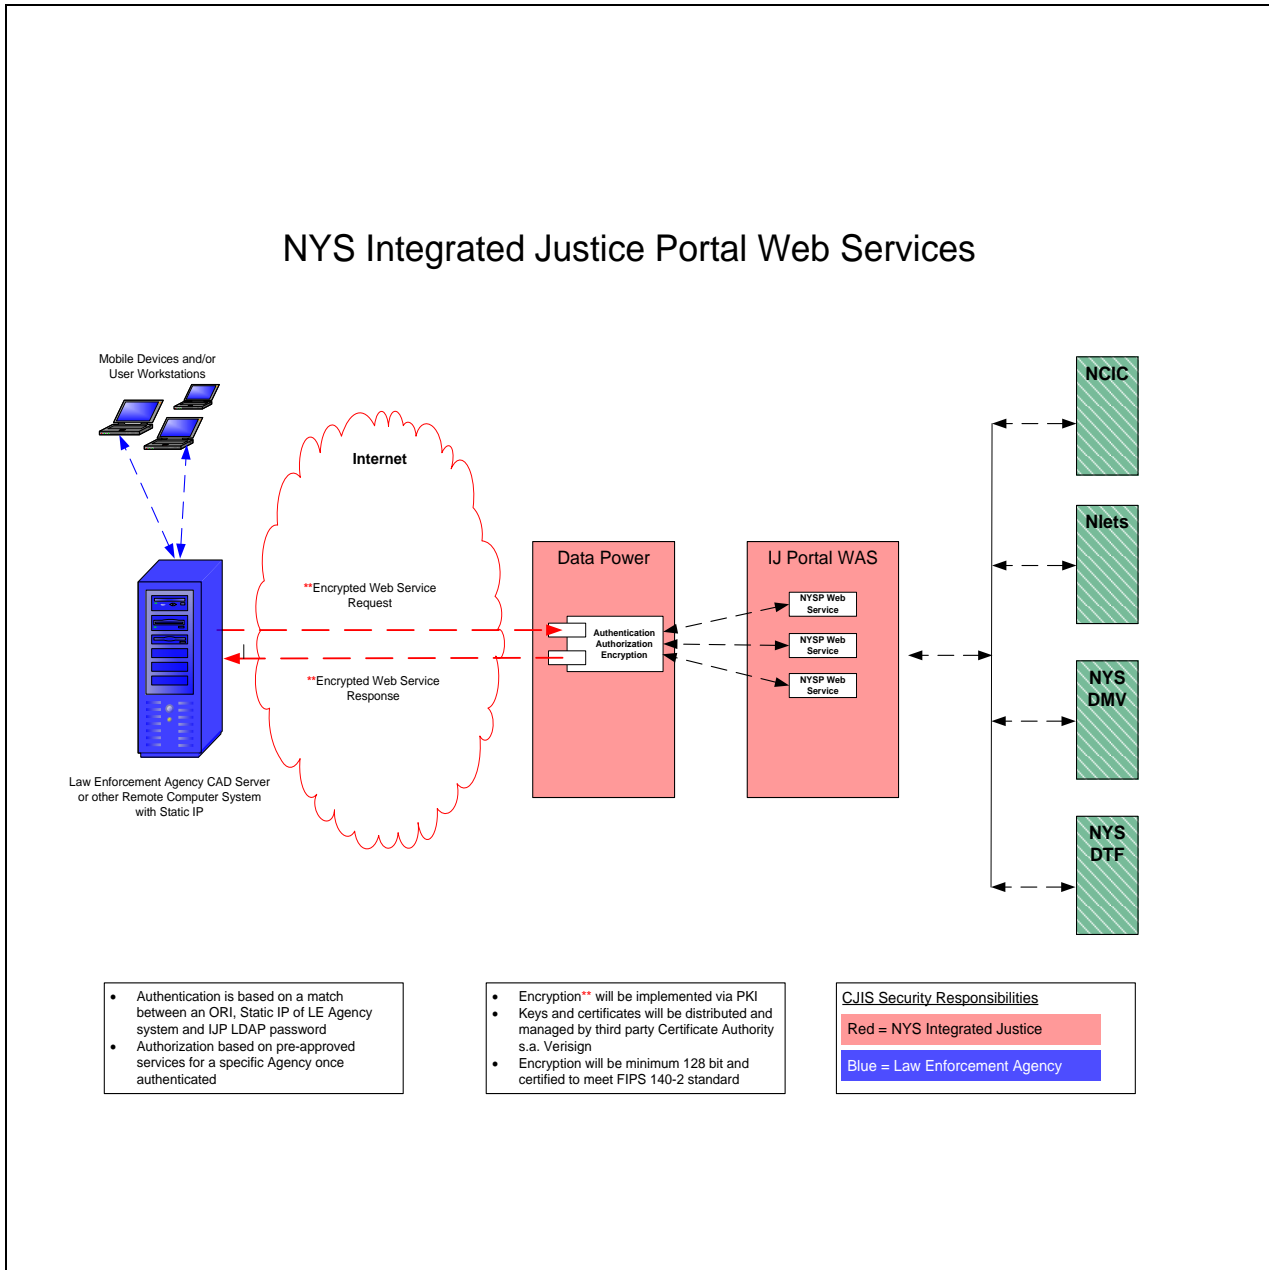 NYS Integrated Justice Portal Web Services
Mobile Devices and/or
User Workstations
Internet
**Encrypted Web Service
Request
**Encrypted Web Service
Response
Law Enforcement Agency CAD Server
or other Remote Computer System
with Static IP
Data Power
Authentication
Authorization
Encryption
IJ Portal WAS
NYSP Web
Service
NYSP Web
Service
NYSP Web
Service
NCIC
Nlets
NYS
DMV
NYS
DTF
• Authentication is based on a match
between an ORI, Static IP of LE Agency
system and IJP LDAP password
• Authorization based on pre-approved
services for a specific Agency once
authenticated
• Encryption** will be implemented via PKI
• Keys and certificates will be distributed and
managed by third party Certificate Authority
s.a. Verisign
• Encryption will be minimum 128 bit and
certified to meet FIPS 140-2 standard
CJIS Security Responsibilities
Red = NYS Integrated Justice
Blue = Law Enforcement Agency